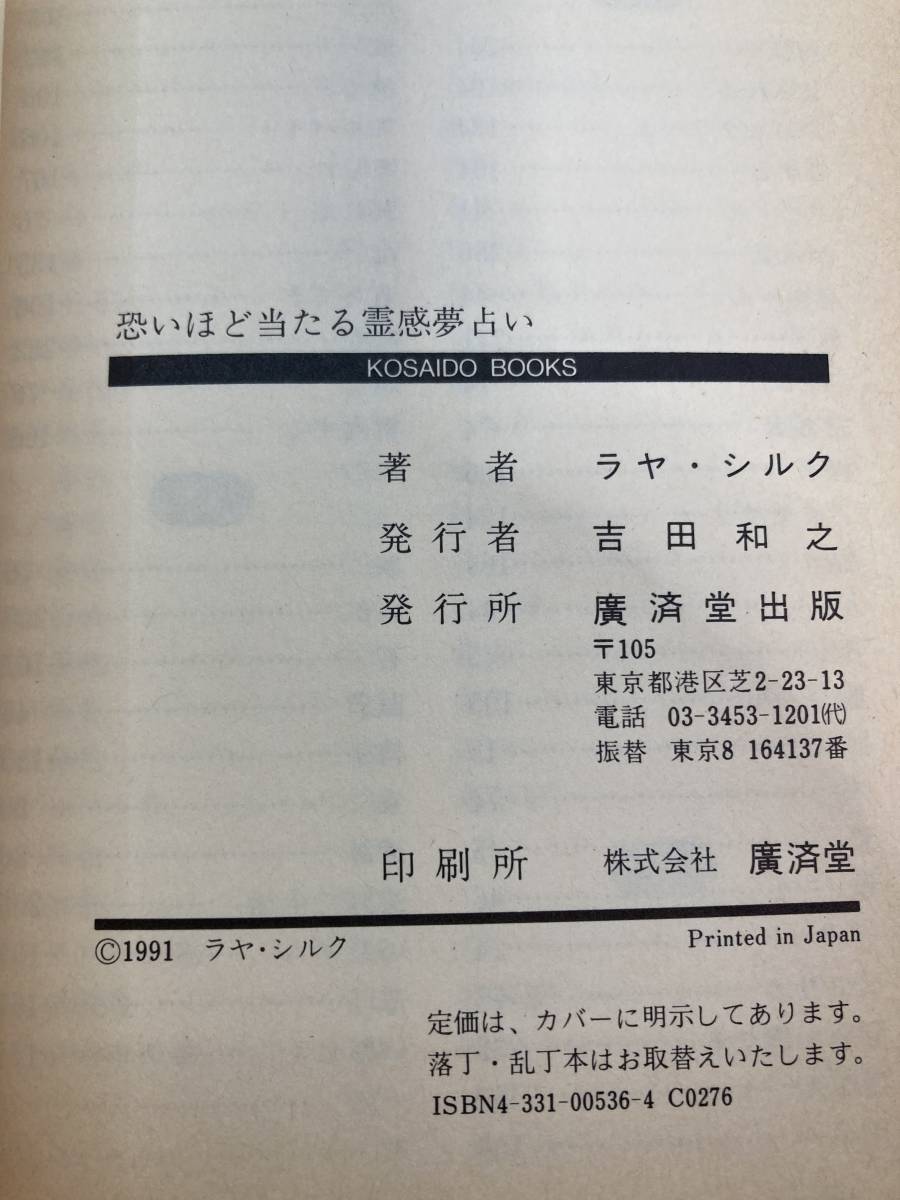 恐いほど当たる霊感夢占い
KOSAIDO BOOKS
著者 ラヤ・シルク
発行者 吉田和之
発行所 廣済堂出版
〒105
東京都港区芝2-23-13
電話 03-3453-1201㈹
振替 東京8 164137番
印刷所 株式会社 廣済堂
©1991 ラヤ・シルク
Printed in Japan
定価は、カバーに明示してあります。
落丁・乱丁本はお取替えいたします。
ISBN4-331-00536-4 C0276